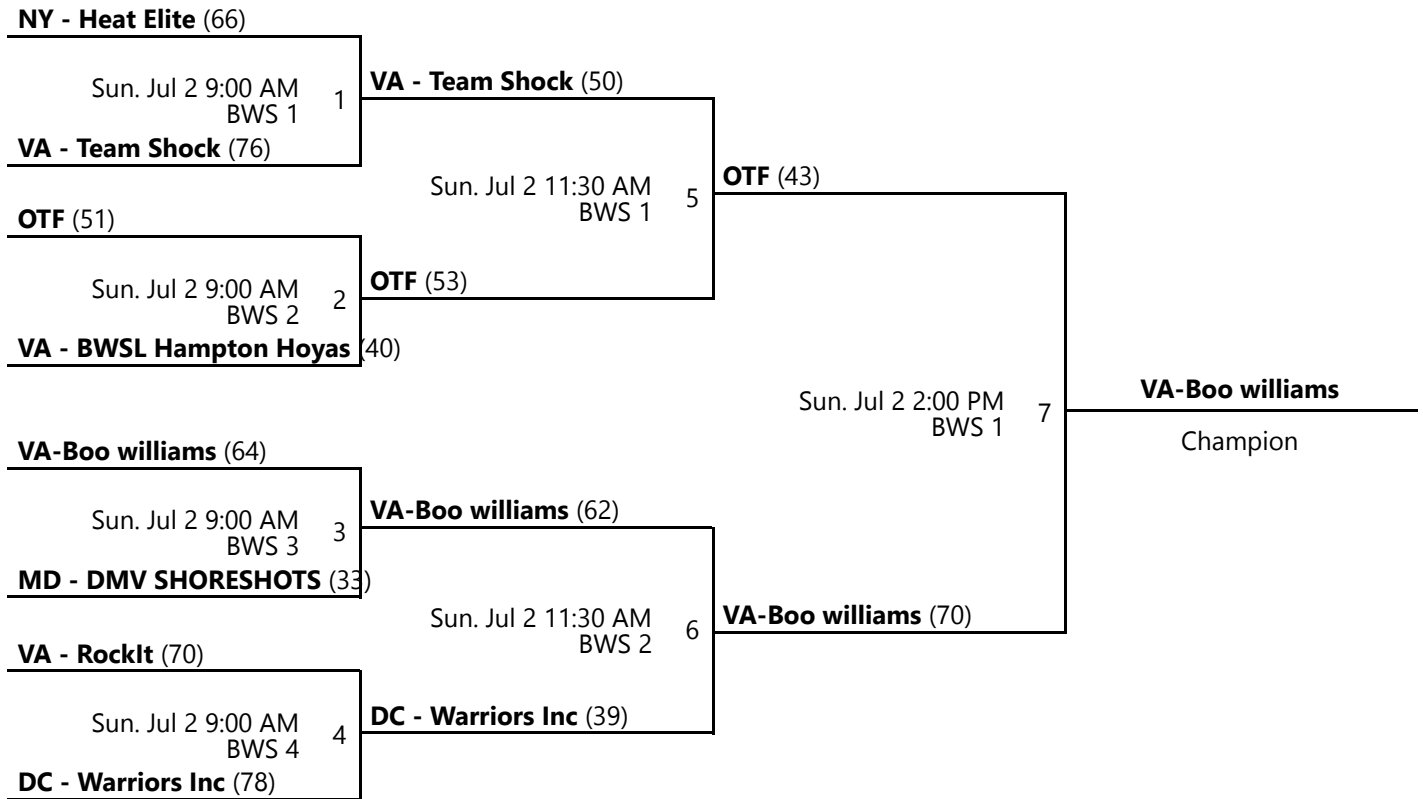 NY - Heat Elite (66)
Sun. Jul 2 9:00 AM
BWS 1
1
VA - Team Shock (76)
VA - Team Shock (50)
OTF (51)
Sun. Jul 2 9:00 AM
BWS 2
2
VA - BWSL Hampton Hoyas (40)
Sun. Jul 2 11:30 AM
BWS 1
5
OTF (53)
OTF (43)
VA-Boo williams (64)
Sun. Jul 2 9:00 AM
BWS 3
3
MD - DMV SHORESHOTS (33)
VA-Boo williams (62)
VA - RockIt (70)
Sun. Jul 2 9:00 AM
BWS 4
4
DC - Warriors Inc (78)
Sun. Jul 2 11:30 AM
BWS 2
6
DC - Warriors Inc (39)
VA-Boo williams (70)
Sun. Jul 2 2:00 PM
BWS 1
7
VA-Boo williams
Champion